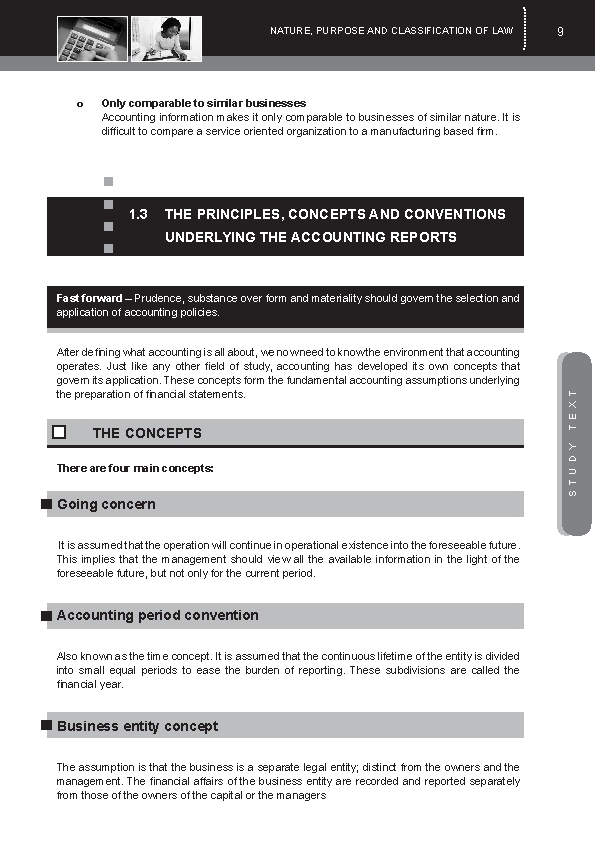 NATURE, PURPOSE AND CLASSIFICATION OF LAW 9
o Only comparable to similar businesses
Accounting information makes it only comparable to businesses of similar nature. It is
difficult to compare a service oriented organization to a manufacturing based firm.
1.3 THE PRINCIPLES, CONCEPTS AND CONVENTIONS
UNDERLYING THE ACCOUNTING REPORTS
Fast forward – Prudence, substance over form and materiality should govern the selection and
application of accounting policies.
After defining what accounting is all about, we now need to know the environment that accounting
operates. Just like any other field of study, accounting has developed its own concepts that
govern its application. These concepts form the fundamental accounting assumptions underlying
the preparation of financial statements.
STUDY TEXT
THE CONCEPTS
There are four main concepts:
Going concern
It is assumed that the operation will continue in operational existence into the foreseeable future.
This implies that the management should view all the available information in the light of the
foreseeable future, but not only for the current period.
Accounting period convention
Also known as the time concept. It is assumed that the continuous lifetime of the entity is divided
into small equal periods to ease the burden of reporting. These subdivisions are called the
financial year.
Business entity concept
The assumption is that the business is a separate legal entity; distinct from the owners and the
management. The financial affairs of the business entity are recorded and reported separately
from those of the owners of the capital or the managers